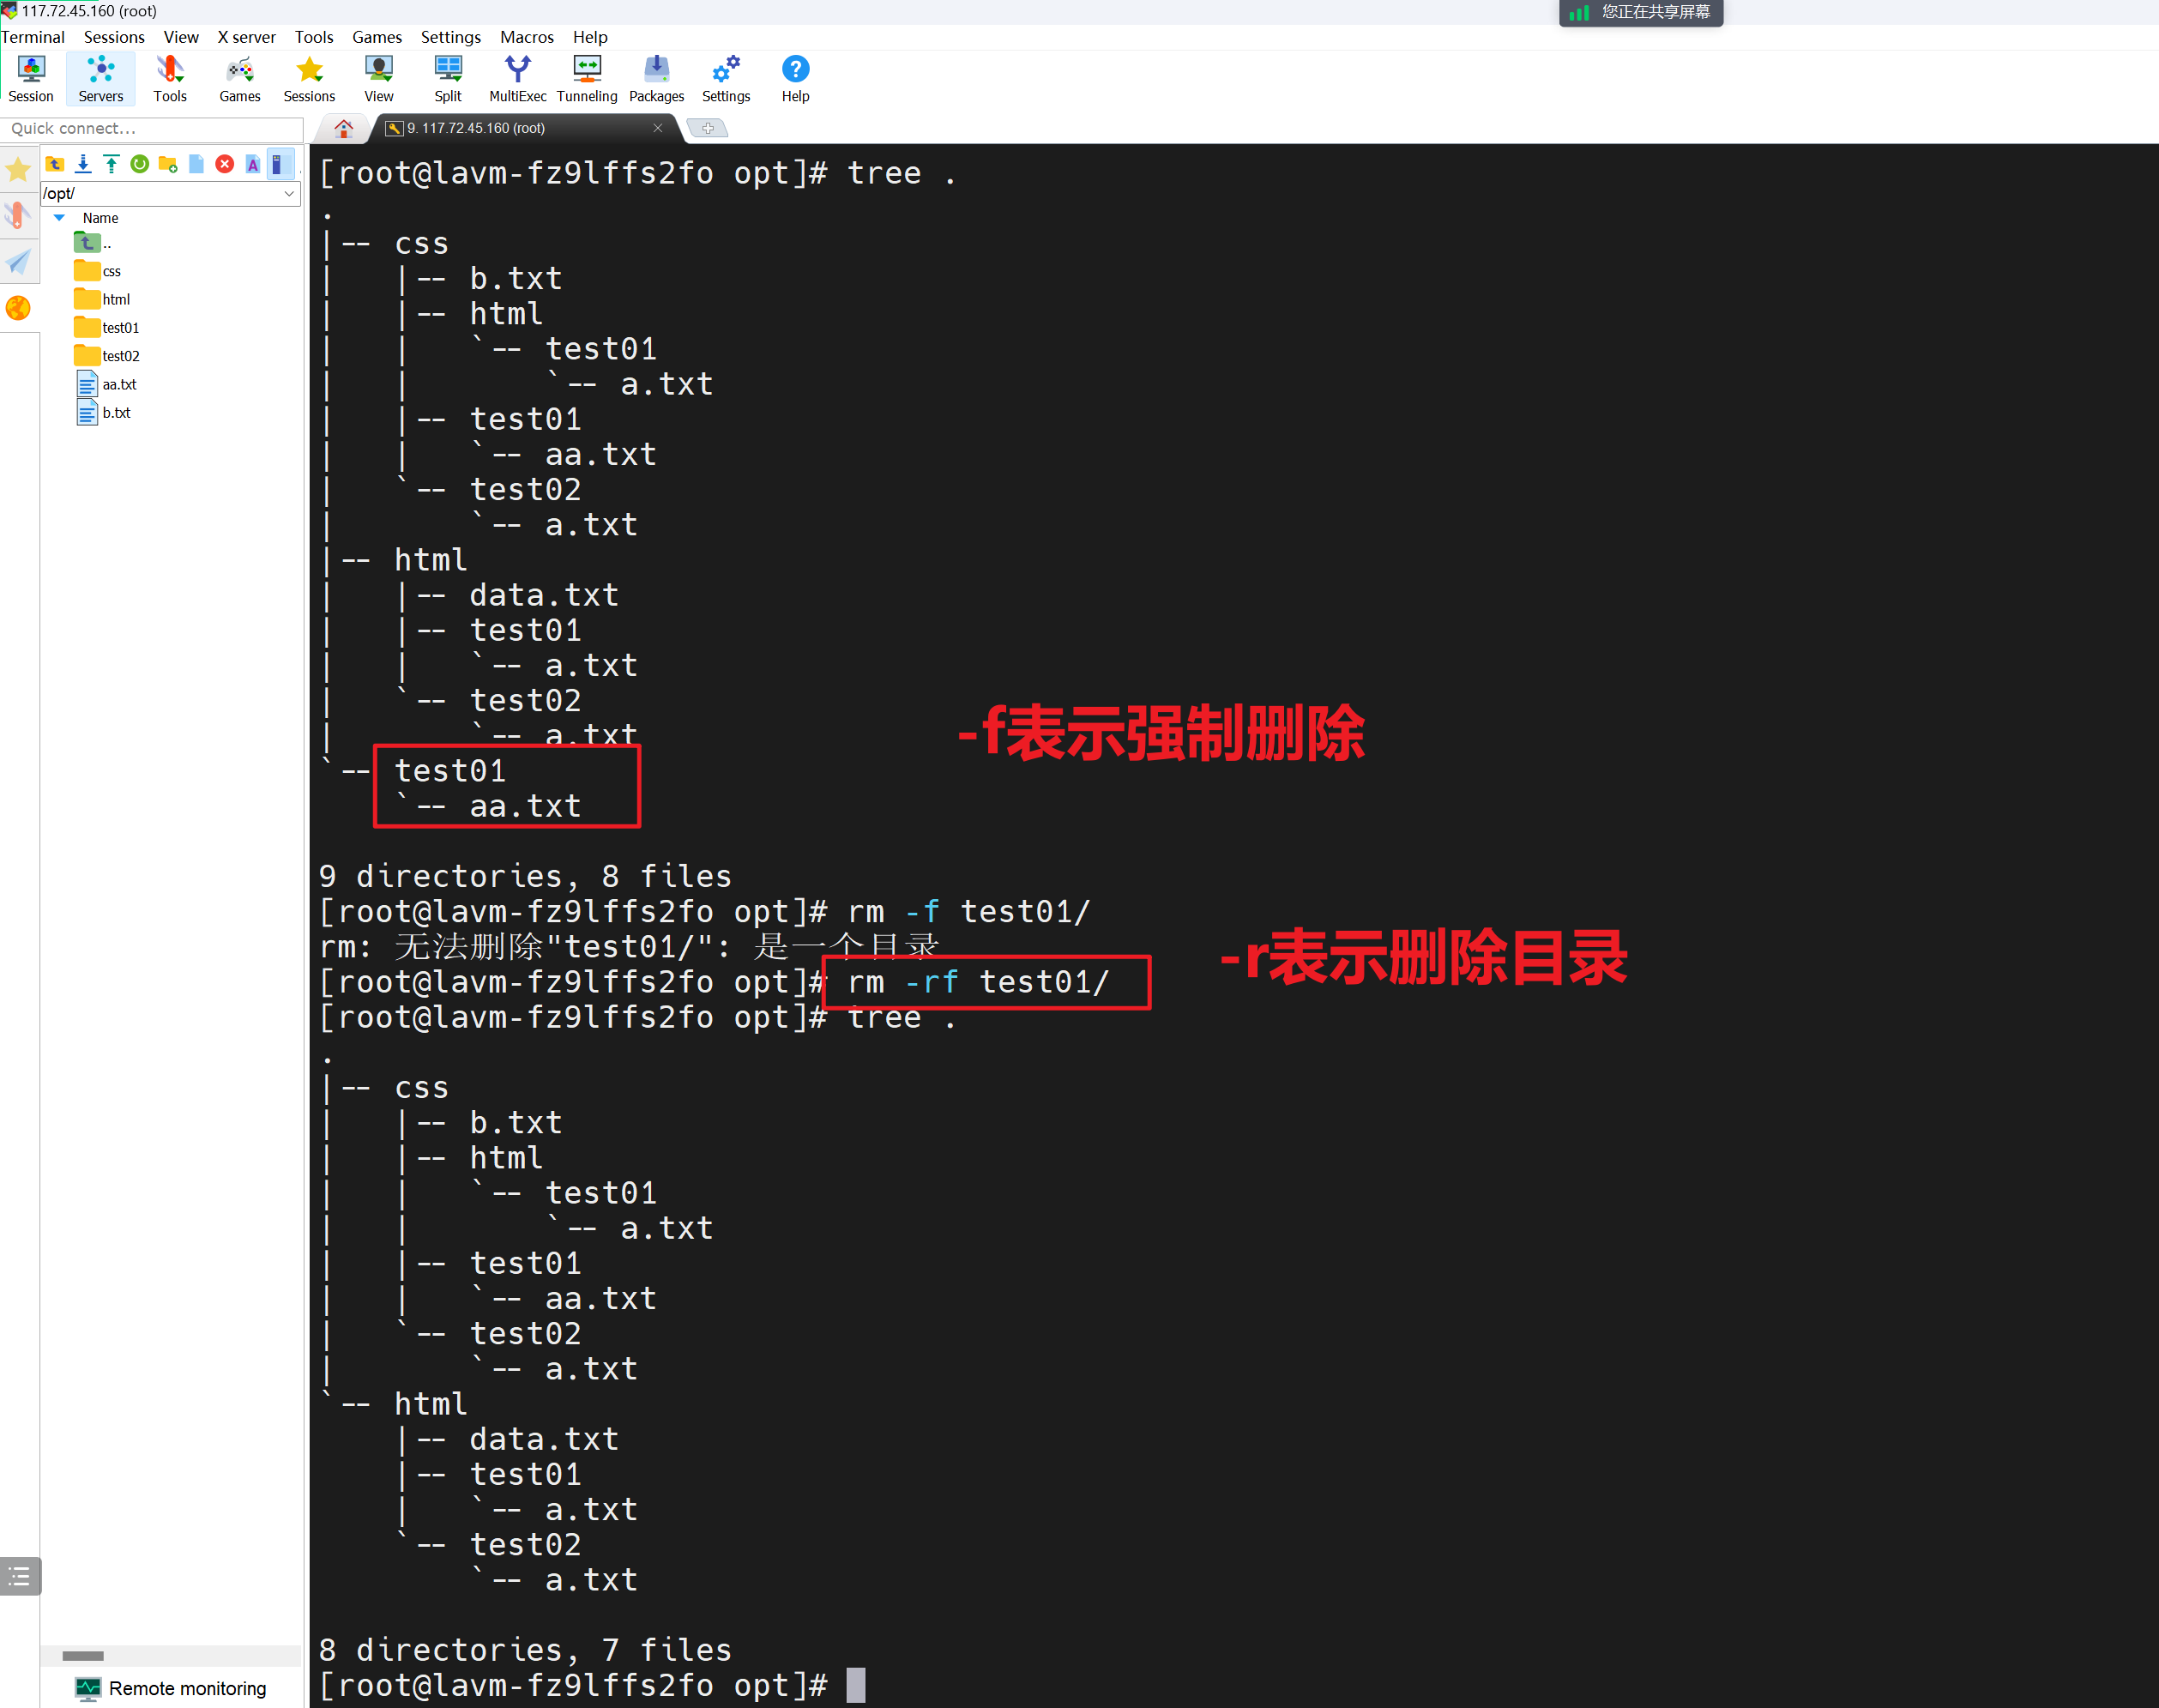 117.72.45.160 (root)
您正在共享屏幕
Terminal Sessions View X server Tools Games Settings Macros Help
Session Servers Tools Games Sessions View Split MultiExec Tunneling Packages Settings Help
Quick connect...
9. 117.72.45.160 (root)
/opt/
Name
..
css
html
test01
test02
aa.txt
b.txt
Remote monitoring
[root@lavm-fz9lffs2fo opt]# tree .
.
|-- css
|   |-- b.txt
|   |-- html
|   |   `-- test01
|   |       `-- a.txt
|   |-- test01
|   |   `-- aa.txt
|   `-- test02
|       `-- a.txt
|-- html
|   |-- data.txt
|   |-- test01
|   |   `-- a.txt
|   `-- test02
|       `-- a.txt
-f表示强制删除
`-- test01
    `-- aa.txt
9 directories, 8 files
[root@lavm-fz9lffs2fo opt]# rm -f test01/
rm: 无法删除"test01/": 是一个目录
-r表示删除目录
[root@lavm-fz9lffs2fo opt]# rm -rf test01/
[root@lavm-fz9lffs2fo opt]# tree .
.
|-- css
|   |-- b.txt
|   |-- html
|   |   `-- test01
|   |       `-- a.txt
|   |-- test01
|   |   `-- aa.txt
|   `-- test02
|       `-- a.txt
`-- html
    |-- data.txt
    |-- test01
    |   `-- a.txt
    `-- test02
        `-- a.txt
8 directories, 7 files
[root@lavm-fz9lffs2fo opt]#